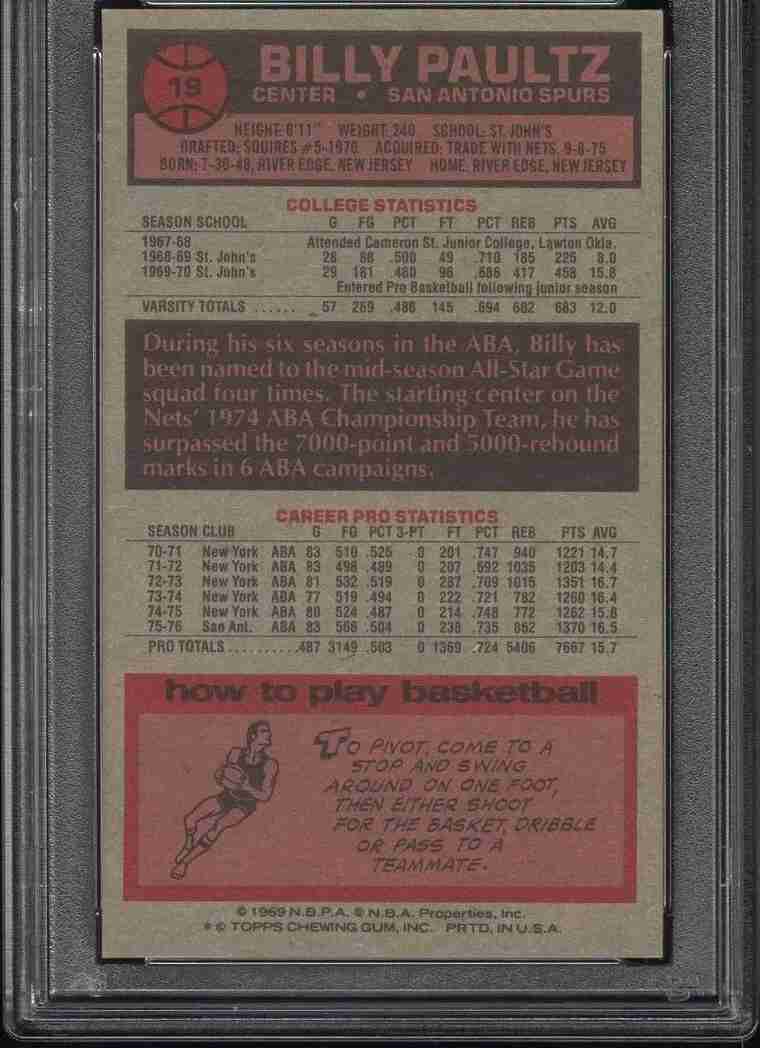 19
BILLY PAULTZ
CENTER • SAN ANTONIO SPURS
HEIGHT: 6'11" WEIGHT: 240 SCHOOL: ST. JOHN'S
DRAFTED: SQUIRES #5-1970 ACQUIRED: TRADE WITH NETS, 9-8-75
BORN: 7-30-48, RIVER EDGE, NEW JERSEY HOME: RIVER EDGE, NEW JERSEY
COLLEGE STATISTICS
SEASON SCHOOL G FG PCT FT PCT REB PTS AVG
1967-68 Attended Cameron St. Junior College, Lawton Okla.
1968-69 St. John's 28 88 .500 49 .710 185 225 8.0
1969-70 St. John's 29 181 .480 96 .686 417 458 15.8
Entered Pro Basketball following junior season
VARSITY TOTALS ...... 57 269 .486 145 .694 602 683 12.0
During his six seasons in the ABA, Billy has
been named to the mid-season All-Star Game
squad four times. The starting center on the
Nets' 1974 ABA Championship Team, he has
surpassed the 7000-point and 5000-rebound
marks in 6 ABA campaigns.
CAREER PRO STATISTICS
SEASON CLUB G FG PCT 3-PT FT PCT REB PTS AVG
70-71 New York ABA 83 510 .525 0 201 .747 940 1221 14.7
71-72 New York ABA 83 498 .489 0 207 .692 1035 1203 14.4
72-73 New York ABA 81 532 .519 0 287 .709 1015 1351 16.7
73-74 New York ABA 77 519 .494 0 222 .721 782 1260 16.4
74-75 New York ABA 80 524 .487 0 214 .748 772 1262 15.8
75-76 San Ant. ABA 83 566 .504 0 238 .735 862 1370 16.5
PRO TOTALS..........487 3149 .503 0 1369 .724 5406 7667 15.7
how to play basketball
TO PIVOT, COME TO A
STOP AND SWING
AROUND ON ONE FOOT,
THEN EITHER SHOOT
FOR THE BASKET, DRIBBLE
OR PASS TO A
TEAMMATE.
© 1969 N.B.P.A. © N.B.A. Properties, Inc.
* © TOPPS CHEWING GUM, INC. PRTD, IN U.S.A.